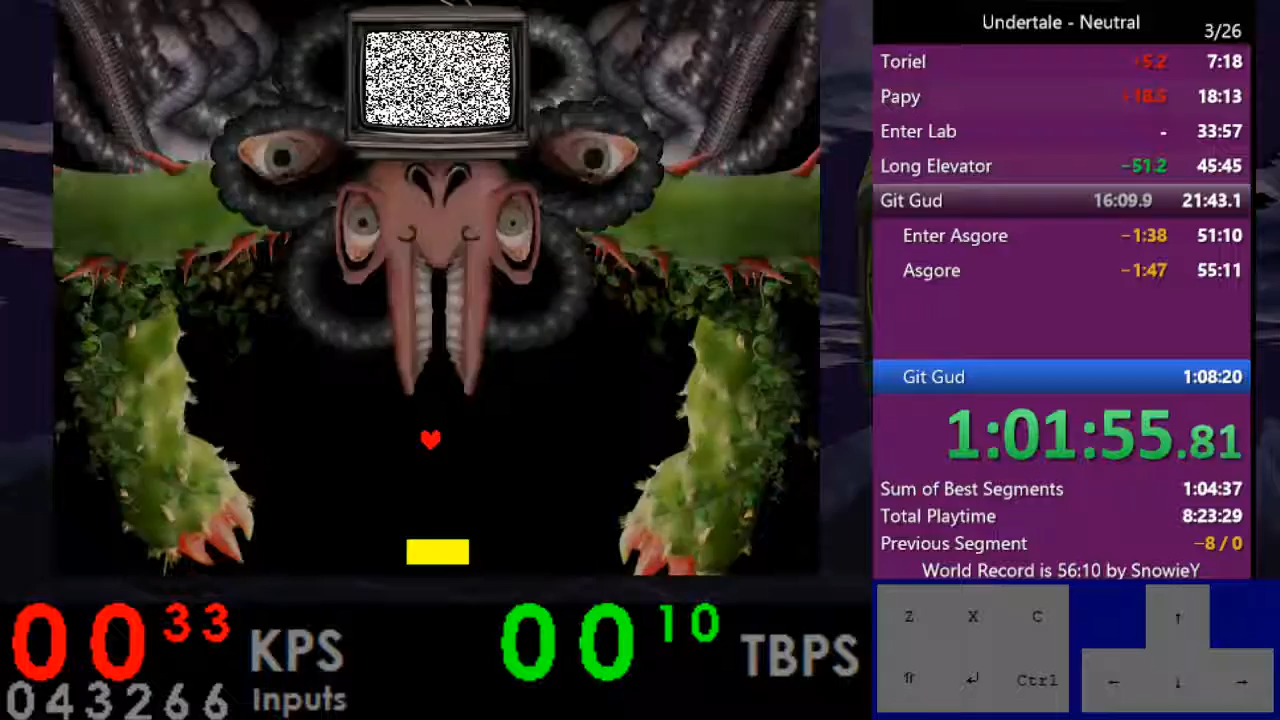 Undertale - Neutral
3/26
Toriel +5.2 7:18
Papy +18.5 18:13
Enter Lab - 33:57
Long Elevator −51.2 45:45
Git Gud 16:09.9 21:43.1
Enter Asgore −1:38 51:10
Asgore −1:47 55:11
Git Gud 1:08:20
1:01:55.81
Sum of Best Segments 1:04:37
Total Playtime 8:23:29
Previous Segment −8 / 0
World Record is 56:10 by SnowieY
00 33 KPS
043266 Inputs
00 10 TBPS
Z X C ↑
⇧ ↵ Ctrl ← ↓ →